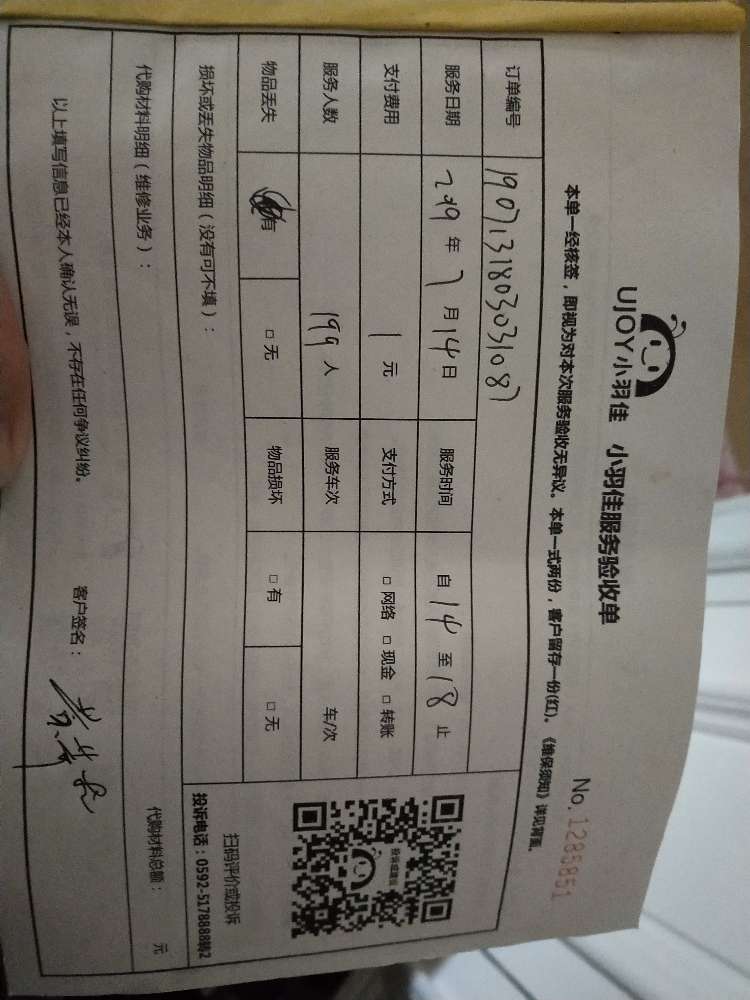 UJOY小羽佳 小羽佳服务验收单
No. 1285851
本单一经核签，即视为对本次服务验收无异议。本单一式两份，客户留存一份(红)。《维保须知》详见背面。
订单编号 1907131803031087
服务日期 2019 年 7 月 14 日 服务时间 自 14 至 18 止
支付费用 1 元 支付方式 □ 网络 □ 现金 □ 转账
服务人数 199 人 服务车次 车/次
物品丢失 有 □ 无 物品损坏 □ 有 □ 无
投诉或建议
扫码评价或投诉
投诉电话：0592-5178888转2
损坏或丢失物品明细（没有可不填）：
代购材料明细（维修业务）： 代购材料总额： 元
以上填写信息已经本人确认无误，不存在任何争议纠纷。 客户签名：